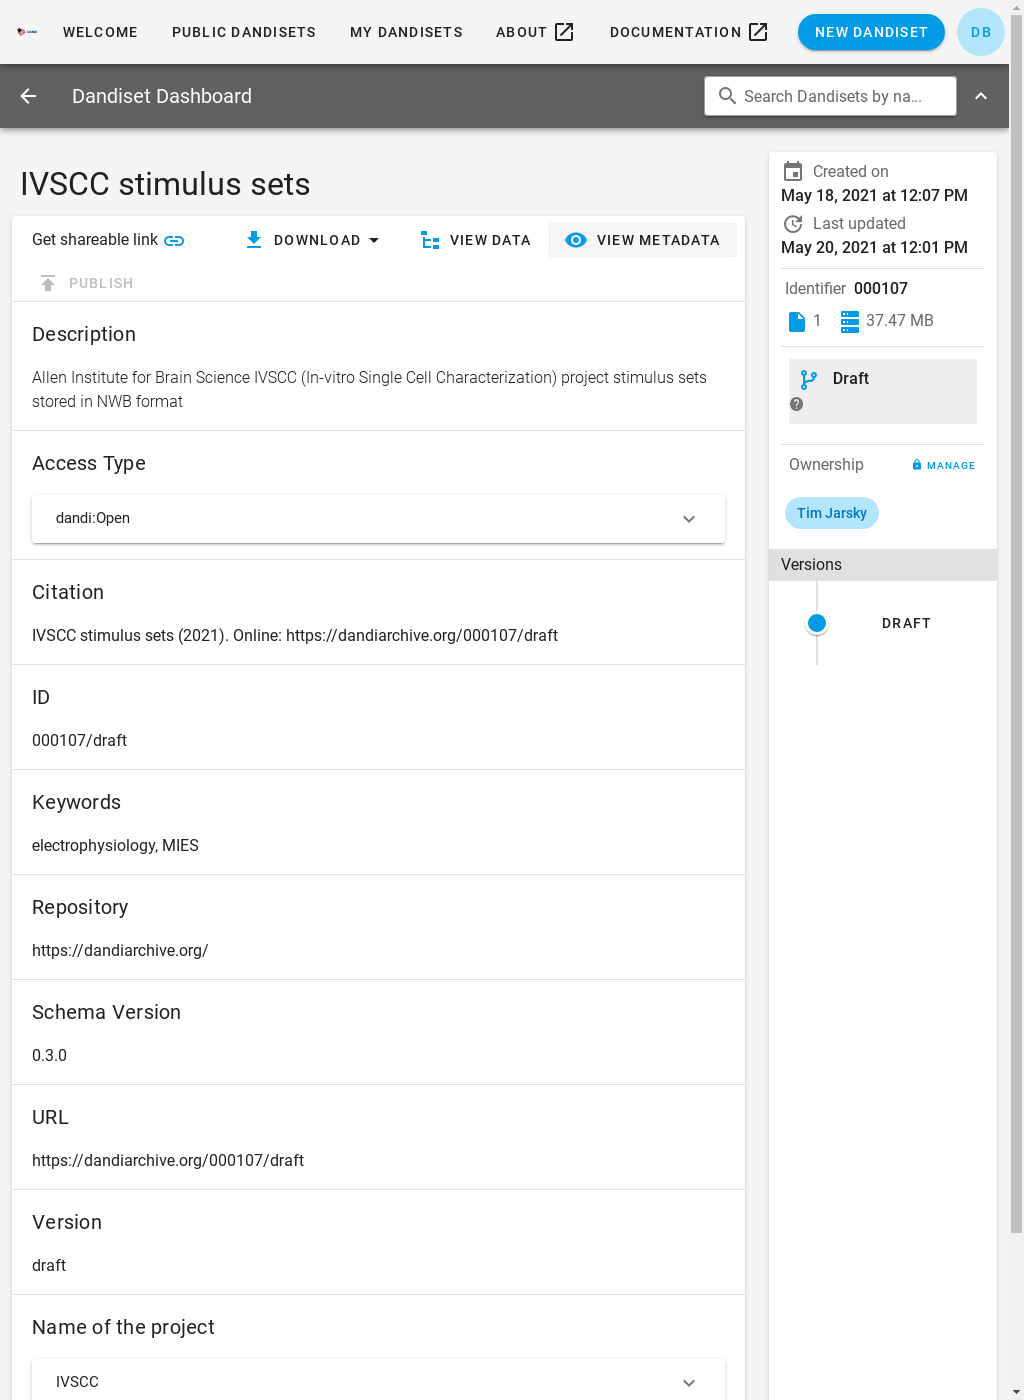 WELCOME PUBLIC DANDISETS MY DANDISETS ABOUT DOCUMENTATION NEW DANDISET DB
Dandiset Dashboard Search Dandisets by na...
IVSCC stimulus sets
Get shareable link DOWNLOAD VIEW DATA VIEW METADATA
PUBLISH
Description
Allen Institute for Brain Science IVSCC (In-vitro Single Cell Characterization) project stimulus sets
stored in NWB format
Access Type
dandi:Open
Citation
IVSCC stimulus sets (2021). Online: https://dandiarchive.org/000107/draft
ID
000107/draft
Keywords
electrophysiology, MIES
Repository
https://dandiarchive.org/
Schema Version
0.3.0
URL
https://dandiarchive.org/000107/draft
Version
draft
Name of the project
IVSCC
Created on
May 18, 2021 at 12:07 PM
Last updated
May 20, 2021 at 12:01 PM
Identifier 000107
1 37.47 MB
Draft
Ownership MANAGE
Tim Jarsky
Versions
DRAFT